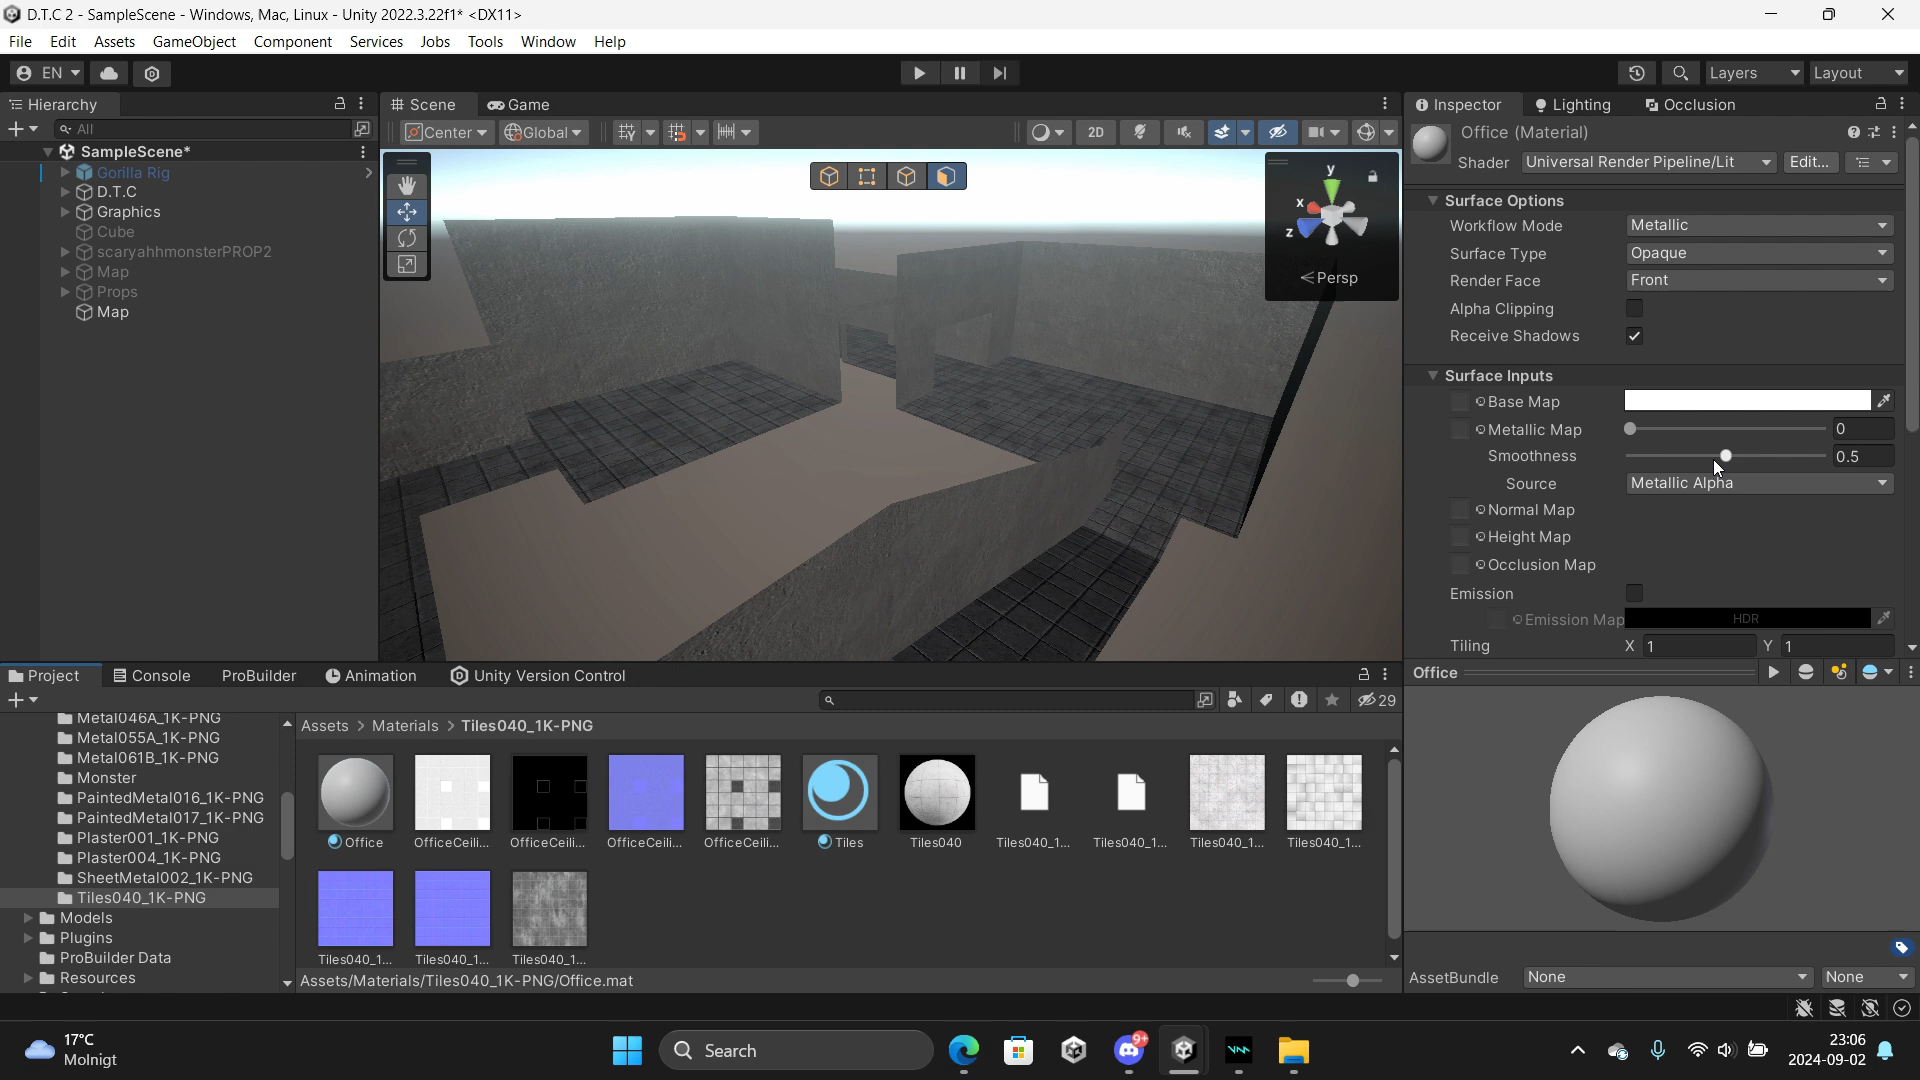 D.T.C 2 - SampleScene - Windows, Mac, Linux - Unity 2022.3.22f1* <DX11>
File Edit Assets GameObject Component Services Jobs Tools Window Help
EN
Layers
Layout
Hierarchy
All
SampleScene*
Gorilla Rig
D.T.C
Graphics
Cube
scaryahhmonsterPROP2
Map
Props
Map
Scene
Game
Center
Global
2D
y
x
z
Persp
Inspector
Lighting
Occlusion
Office (Material)
Shader
Universal Render Pipeline/Lit
Edit...
Surface Options
Workflow Mode Metallic
Surface Type Opaque
Render Face Front
Alpha Clipping
Receive Shadows
Surface Inputs
Base Map
Metallic Map 0
Smoothness 0.5
Source Metallic Alpha
Normal Map
Height Map
Occlusion Map
Emission
Emission Map HDR
Tiling X 1 Y 1
Project
Console
ProBuilder
Animation
Unity Version Control
29
Metal046A_1K-PNG
Metal055A_1K-PNG
Metal061B_1K-PNG
Monster
PaintedMetal016_1K-PNG
PaintedMetal017_1K-PNG
Plaster001_1K-PNG
Plaster004_1K-PNG
SheetMetal002_1K-PNG
Tiles040_1K-PNG
Models
Plugins
ProBuilder Data
Resources
Assets > Materials > Tiles040_1K-PNG
Office
OfficeCeili...
OfficeCeili...
OfficeCeili...
OfficeCeili...
Tiles
Tiles040
Tiles040_1...
Tiles040_1...
Tiles040_1...
Tiles040_1...
Tiles040_1...
Tiles040_1...
Tiles040_1...
Assets/Materials/Tiles040_1K-PNG/Office.mat
Office
AssetBundle None None
17°C
Molnigt
Search
9+
23:06
2024-09-02